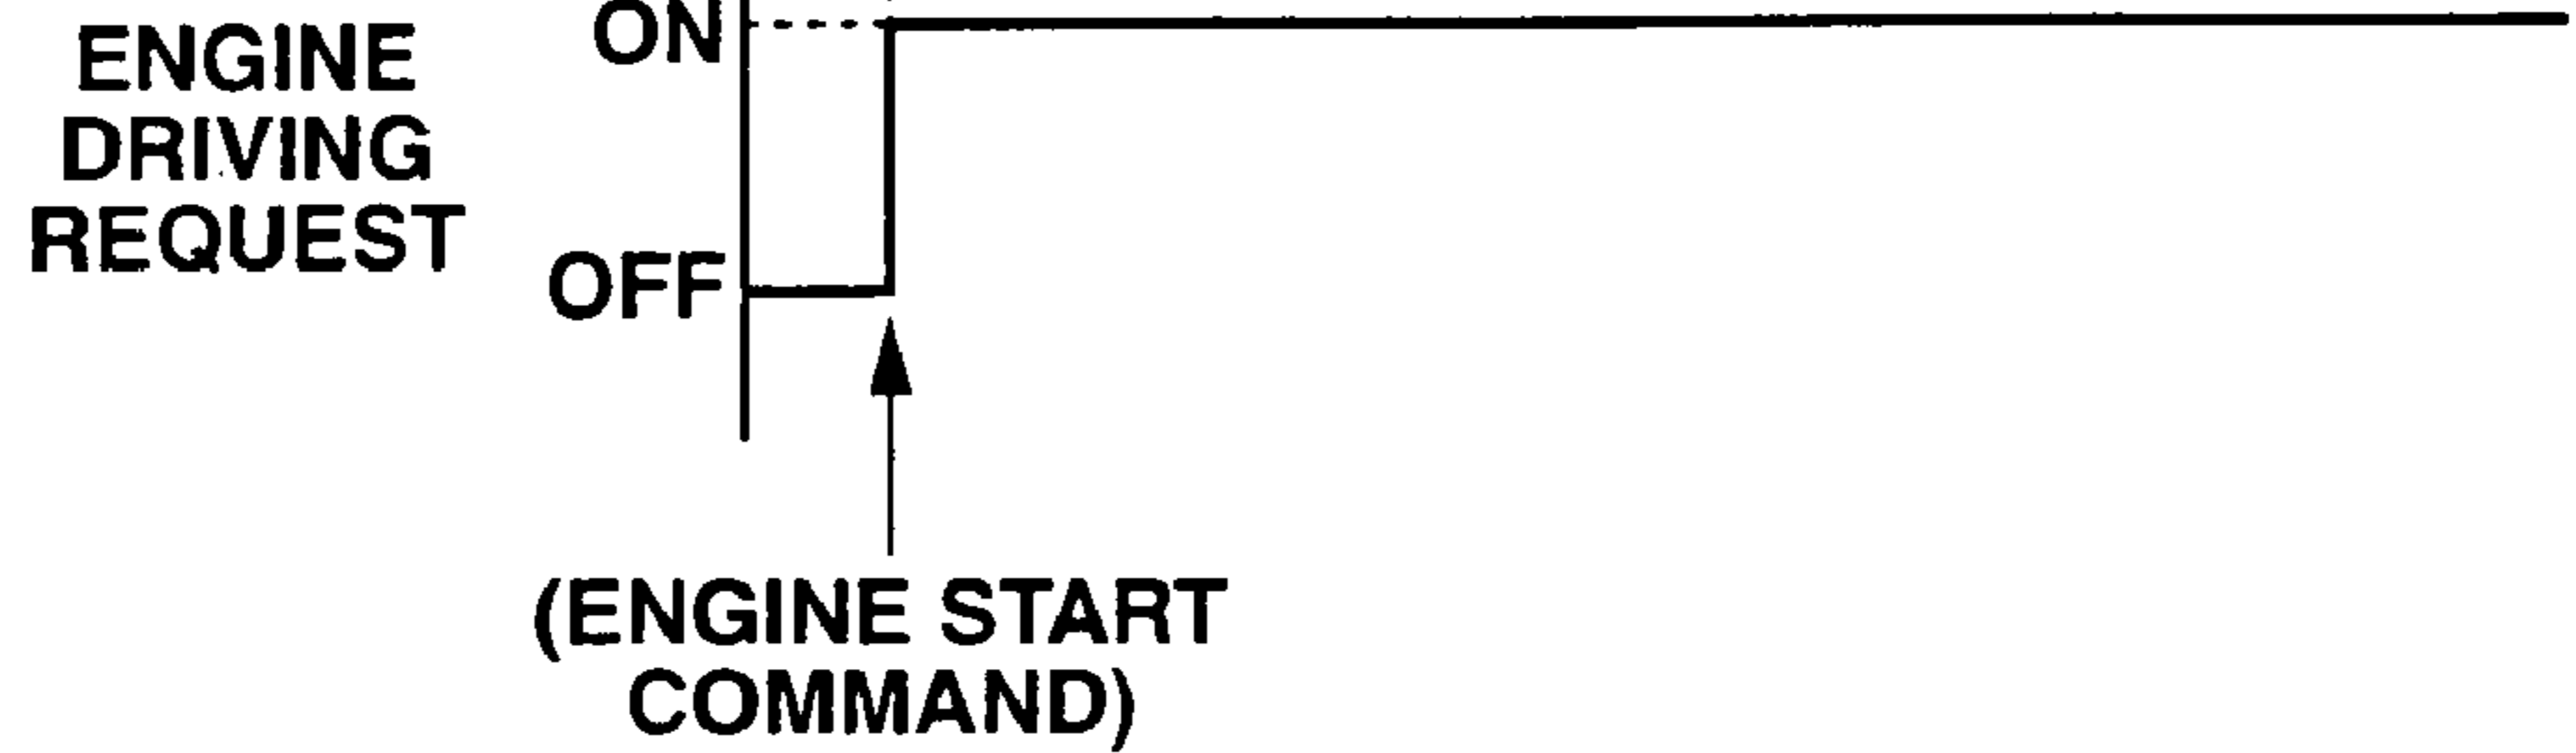 ENGINE
DRIVING
REQUEST
ON
OFF
(ENGINE START
COMMAND)